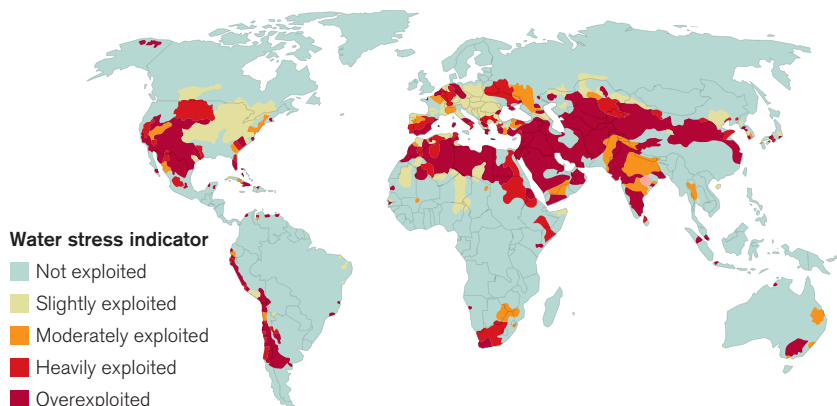 Water stress indicator
Not exploited
Slightly exploited
Moderately exploited
Heavily exploited
Overexploited